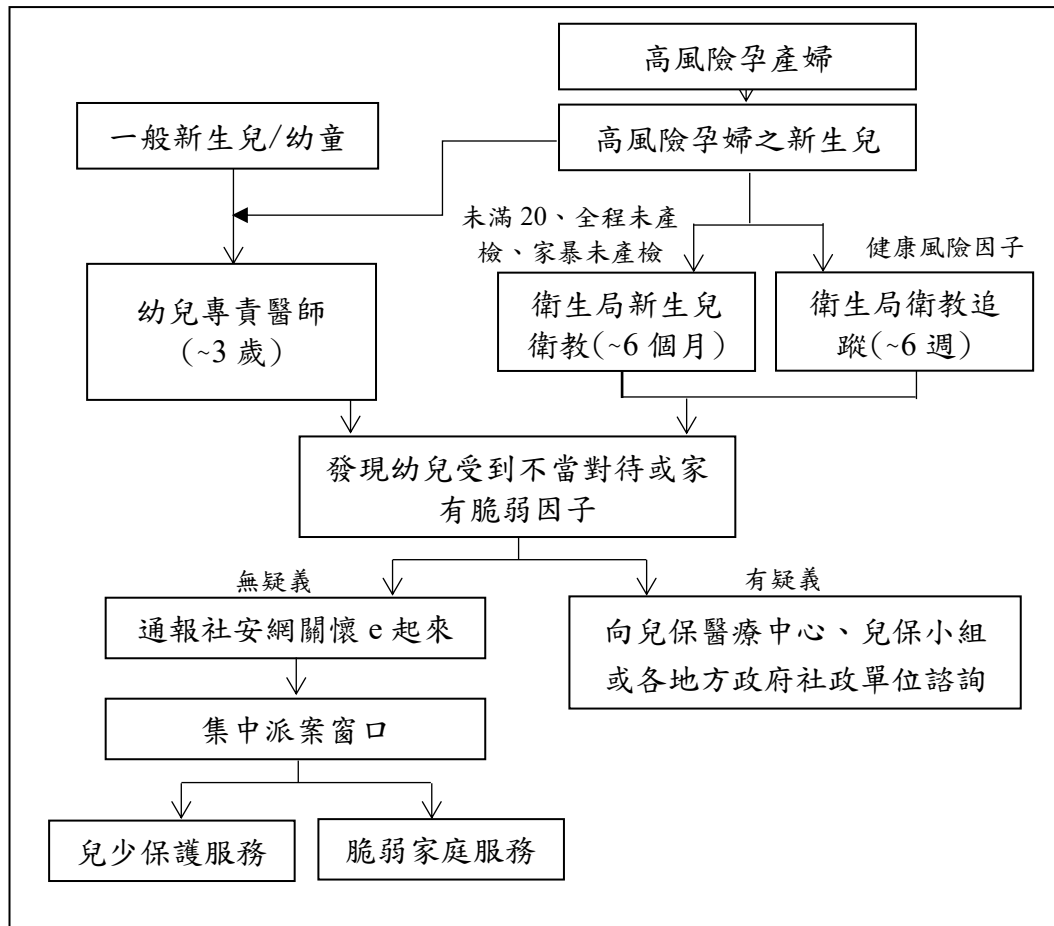 高風險孕產婦
一般新生兒/幼童
高風險孕婦之新生兒
未滿 20、全程未產
檢、家暴未產檢
健康風險因子
幼兒專責醫師
(~3 歲)
衛生局新生兒
衛教(~6 個月)
衛生局衛教追
蹤(~6 週)
發現幼兒受到不當對待或家
有脆弱因子
無疑義
有疑義
通報社安網關懷 e 起來
向兒保醫療中心、兒保小組
或各地方政府社政單位諮詢
集中派案窗口
兒少保護服務
脆弱家庭服務